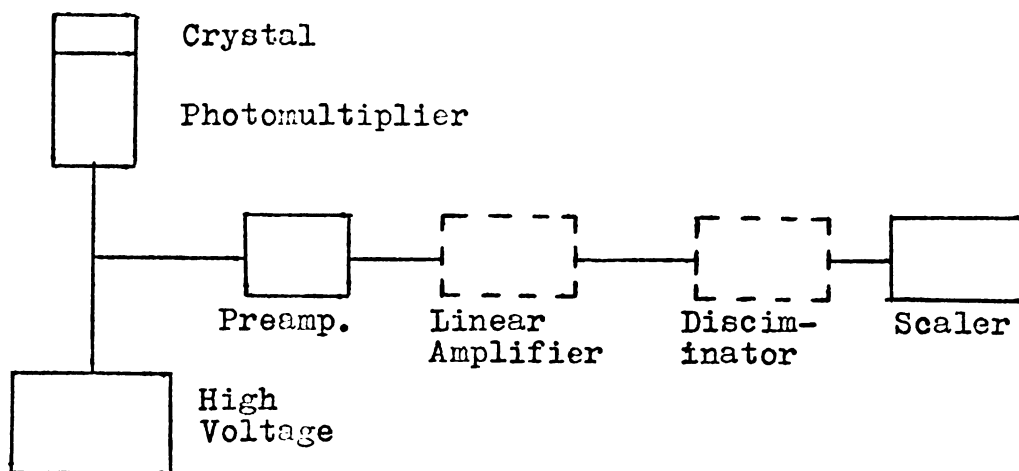 Crystal
Photomultiplier
Preamp.
Linear
Amplifier
Discim-
inator
Scaler
High
Voltage